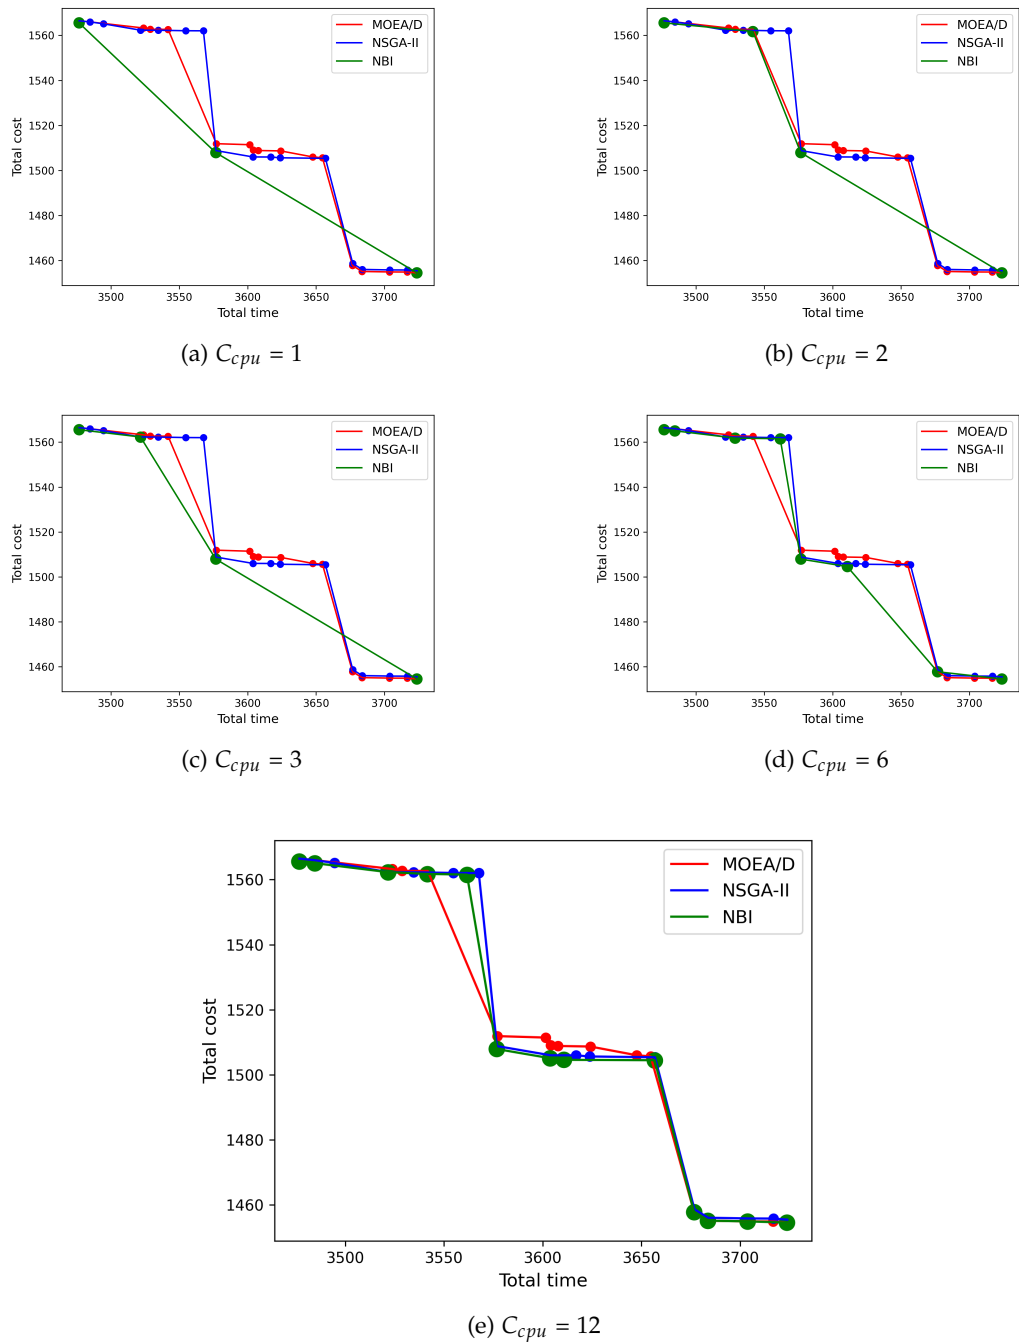 1560
1540
1520
1500
1480
1460
Total cost
3500 3550 3600 3650 3700
Total time
MOEA/D
NSGA-II
NBI
(a) C_cpu = 1
1560
1540
1520
1500
1480
1460
Total cost
3500 3550 3600 3650 3700
Total time
MOEA/D
NSGA-II
NBI
(b) C_cpu = 2
1560
1540
1520
1500
1480
1460
Total cost
3500 3550 3600 3650 3700
Total time
MOEA/D
NSGA-II
NBI
(c) C_cpu = 3
1560
1540
1520
1500
1480
1460
Total cost
3500 3550 3600 3650 3700
Total time
MOEA/D
NSGA-II
NBI
(d) C_cpu = 6
1560
1540
1520
1500
1480
1460
Total cost
3500 3550 3600 3650 3700
Total time
MOEA/D
NSGA-II
NBI
(e) C_cpu = 12